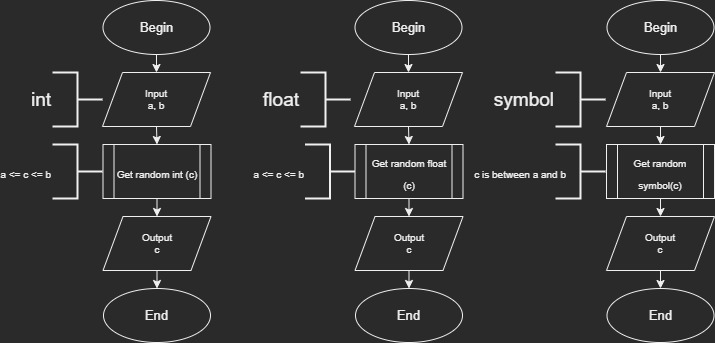 Begin
int
Input
a, b
a <= c <= b
Get random int (c)
Output
c
End
Begin
float
Input
a, b
a <= c <= b
Get random float
(c)
Output
c
End
Begin
symbol
Input
a, b
c is between a and b
Get random
symbol(c)
Output
c
End